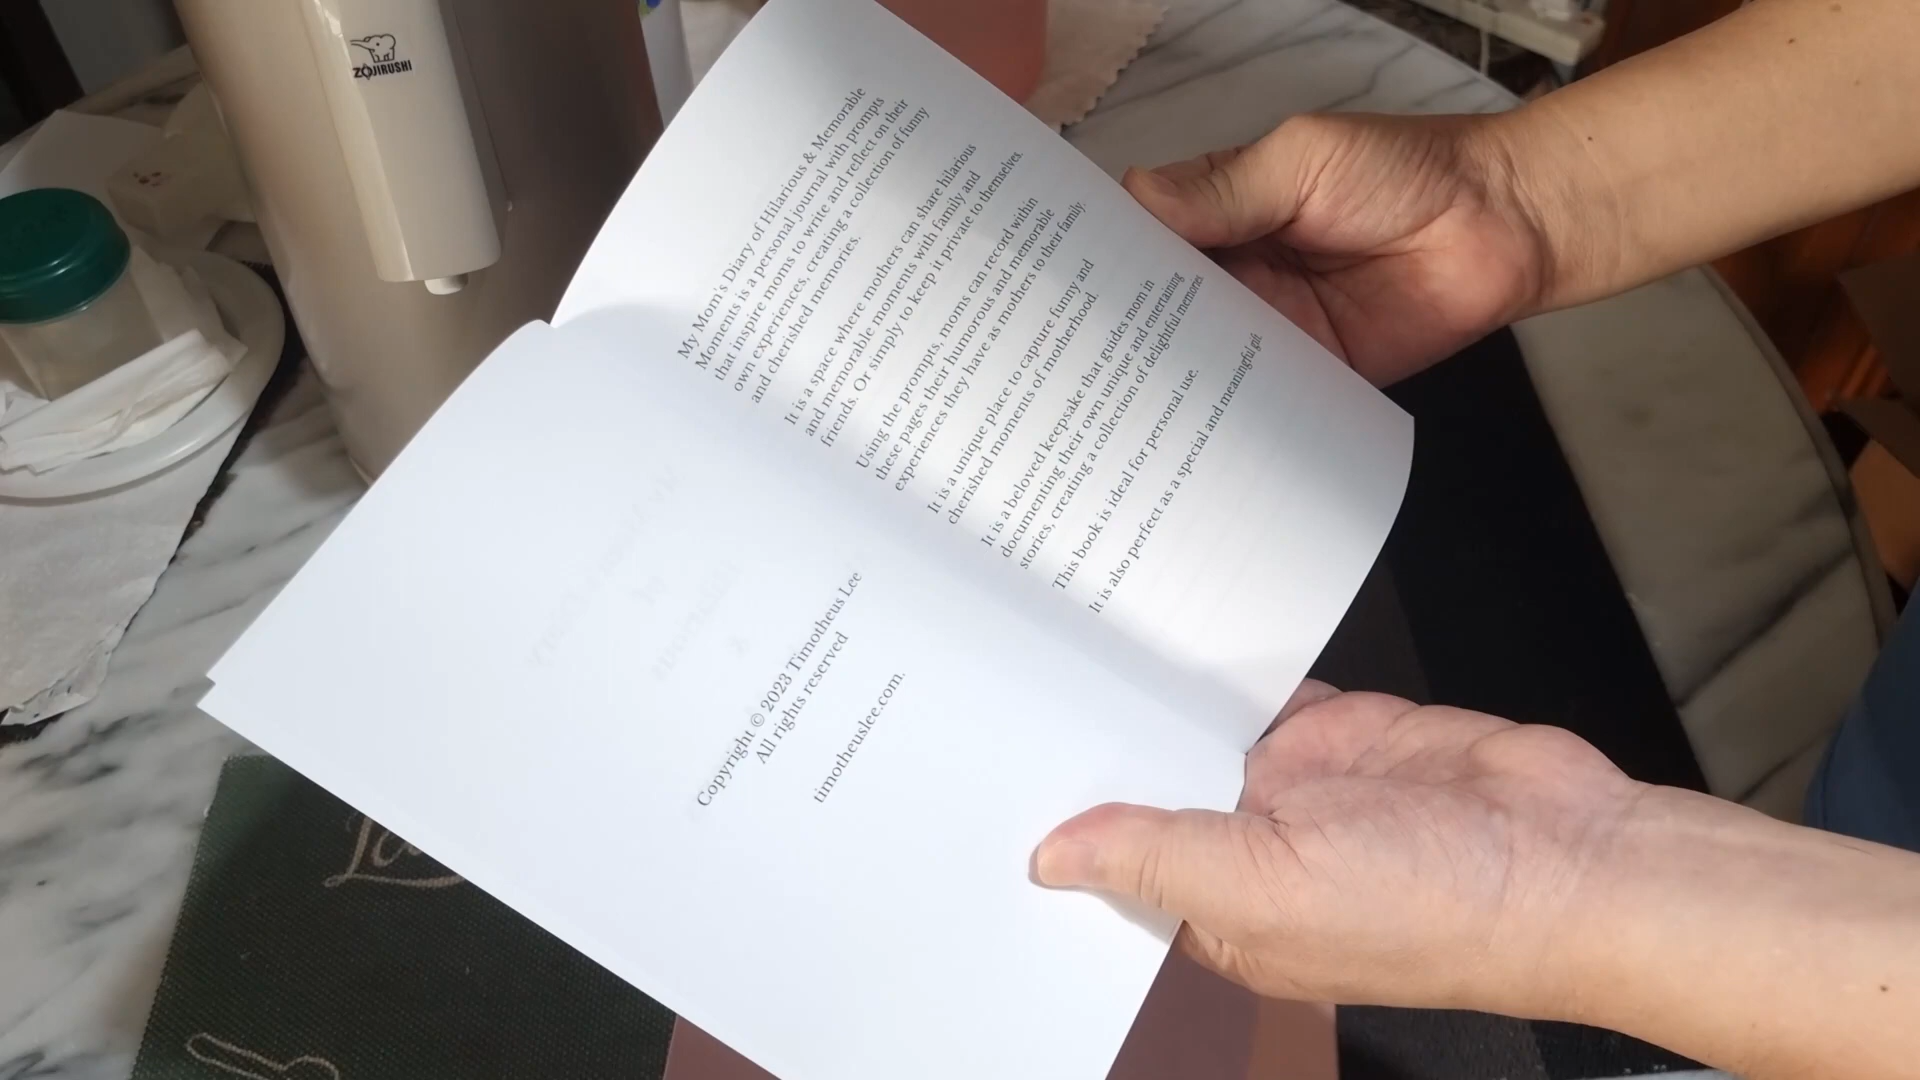 ZOJIRUSHI
Copyright © 2023 Timotheus Lee
All rights reserved
timotheuslee.com.
My Mom's Diary of Hilarious & Memorable
Moments is a personal journal with prompts
that inspire moms to write and reflect on their
own experiences, creating a collection of funny
and cherished memories.
It is a space where mothers can share hilarious
and memorable moments with family and
friends. Or simply to keep it private to themselves.
Using the prompts, moms can record within
these pages their humorous and memorable
experiences they have as mothers to their family.
It is a unique place to capture funny and
cherished moments of motherhood.
It is a beloved keepsake that guides mom in
documenting their own unique and entertaining
stories, creating a collection of delightful memories
This book is ideal for personal use.
It is also perfect as a special and meaningful gift